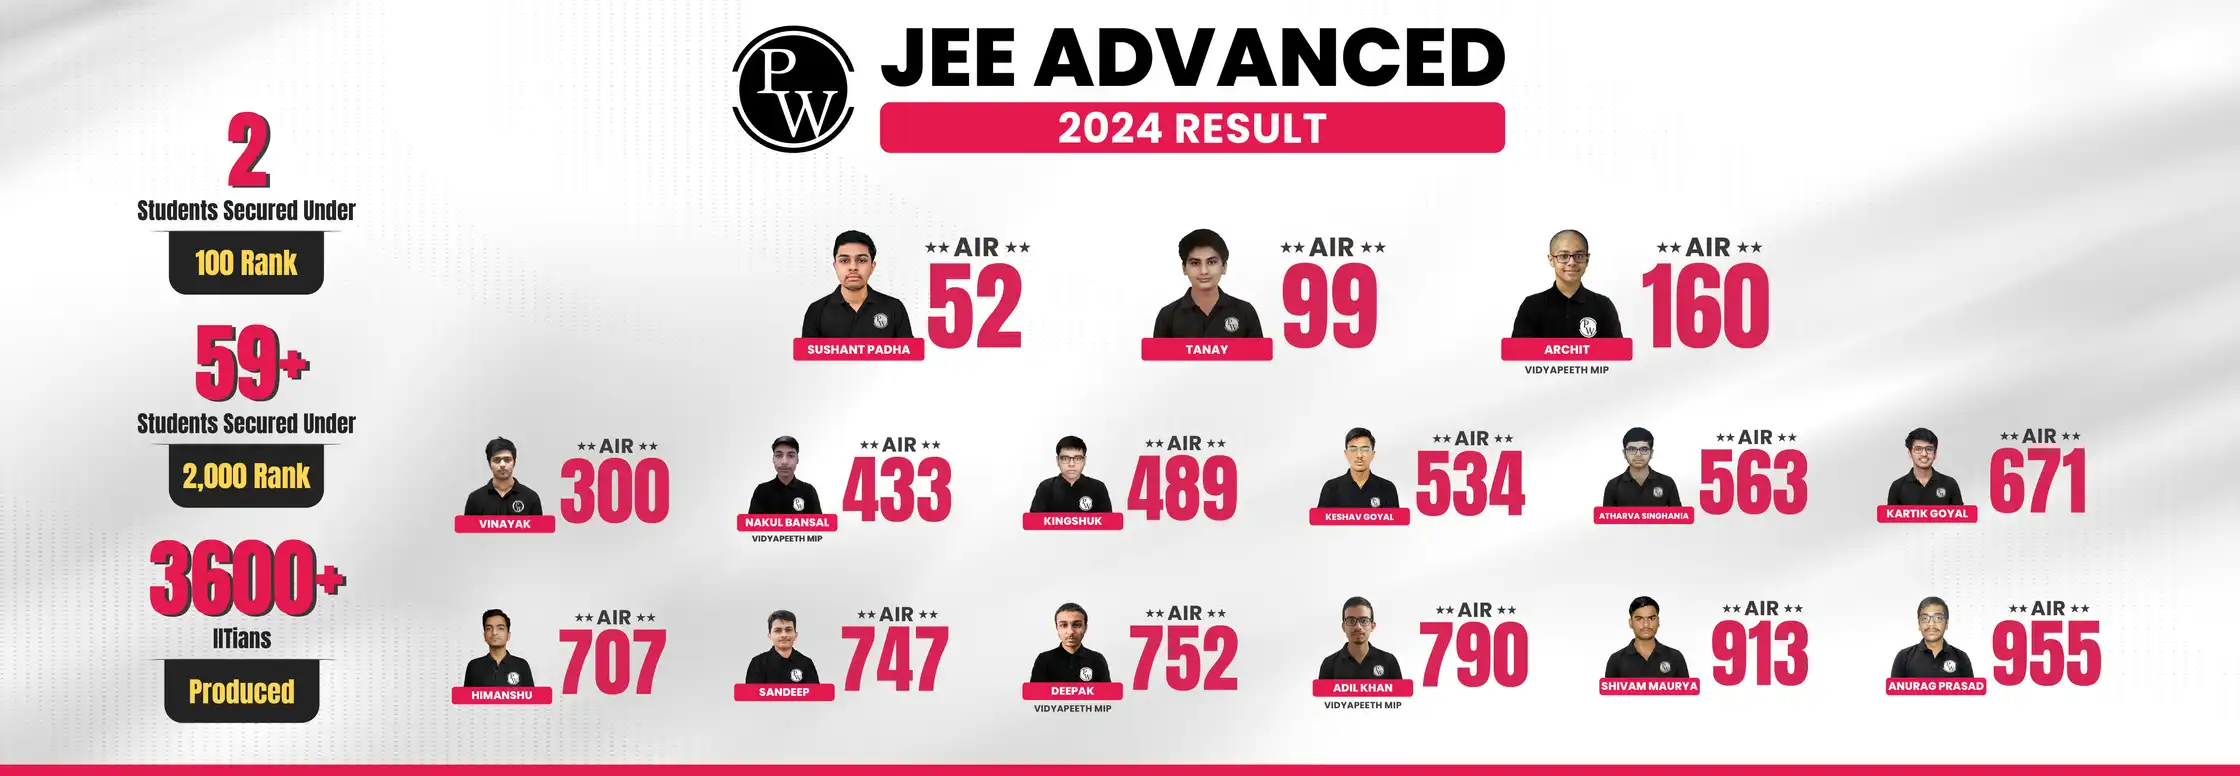 PW
JEE ADVANCED
2024 RESULT
2
Students Secured Under
100 Rank
59+
Students Secured Under
2,000 Rank
3600+
IITians
Produced
AIR
52
SUSHANT PADHA
AIR
99
TANAY
AIR
160
ARCHIT
VIDYAPEETH MIP
AIR
300
VINAYAK
AIR
433
NAKUL BANSAL
VIDYAPEETH MIP
AIR
489
KINGSHUK
AIR
534
KESHAV GOYAL
AIR
563
ATHARVA SINGHANIA
AIR
671
KARTIK GOYAL
AIR
707
HIMANSHU
AIR
747
SANDEEP
AIR
752
DEEPAK
VIDYAPEETH MIP
AIR
790
ADIL KHAN
VIDYAPEETH MIP
AIR
913
SHIVAM MAURYA
AIR
955
ANURAG PRASAD